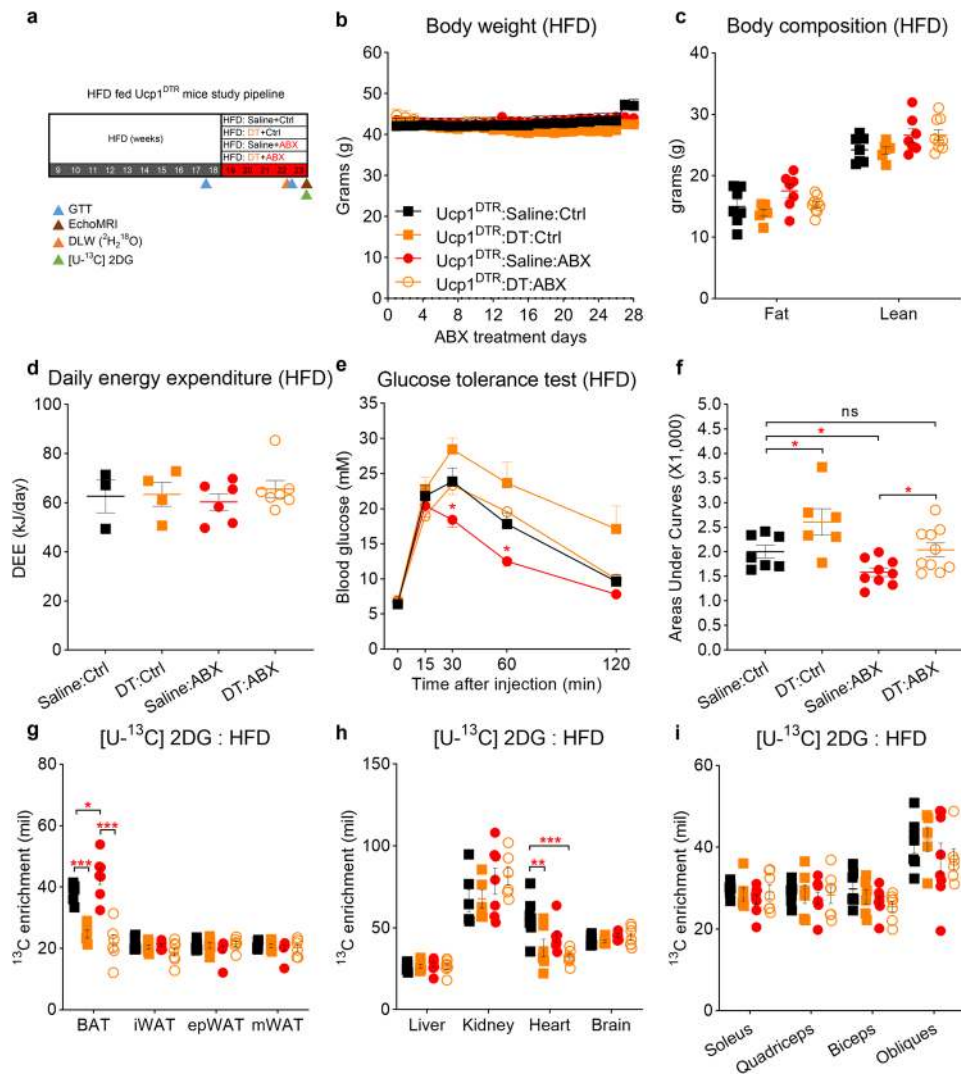 a
HFD fed Ucp1DTR mice study pipeline
HFD (weeks)
HFD: Saline+Ctrl
HFD: DT+Ctrl
HFD: Saline+ABX
HFD: DT+ABX
9 10 11 12 13 14 15 16 17 18 19 20 21 22 23
GTT
EchoMRI
DLW (2H218O)
[U-13C] 2DG
b
Body weight (HFD)
Grams (g)
60
50
40
30
20
10
0
Ucp1DTR:Saline:Ctrl
Ucp1DTR:DT:Ctrl
Ucp1DTR:Saline:ABX
Ucp1DTR:DT:ABX
0 4 8 12 16 20 24 28
ABX treatment days
c
Body composition (HFD)
grams (g)
40
30
20
10
0
Fat Lean
d
Daily energy expenditure (HFD)
DEE (kJ/day)
100
80
60
40
20
0
Saline:Ctrl DT:Ctrl Saline:ABX DT:ABX
e
Glucose tolerance test (HFD)
Blood glucose (mM)
35
30
25
20
15
10
5
0
*
*
0 15 30 60 120
Time after injection (min)
f
Areas Under Curves (X1,000)
5.0
4.5
4.0
3.5
3.0
2.5
2.0
1.5
1.0
0.5
0.0
ns
*
*
*
Saline:Ctrl DT:Ctrl Saline:ABX DT:ABX
g
[U-13C] 2DG : HFD
13C enrichment (mil)
80
60
40
20
0
*
***
***
BAT iWAT epWAT mWAT
h
[U-13C] 2DG : HFD
13C enrichment (mil)
150
100
50
0
***
**
Liver Kidney Heart Brain
i
[U-13C] 2DG : HFD
13C enrichment (mil)
60
40
20
0
Soleus Quadriceps Biceps Obliques